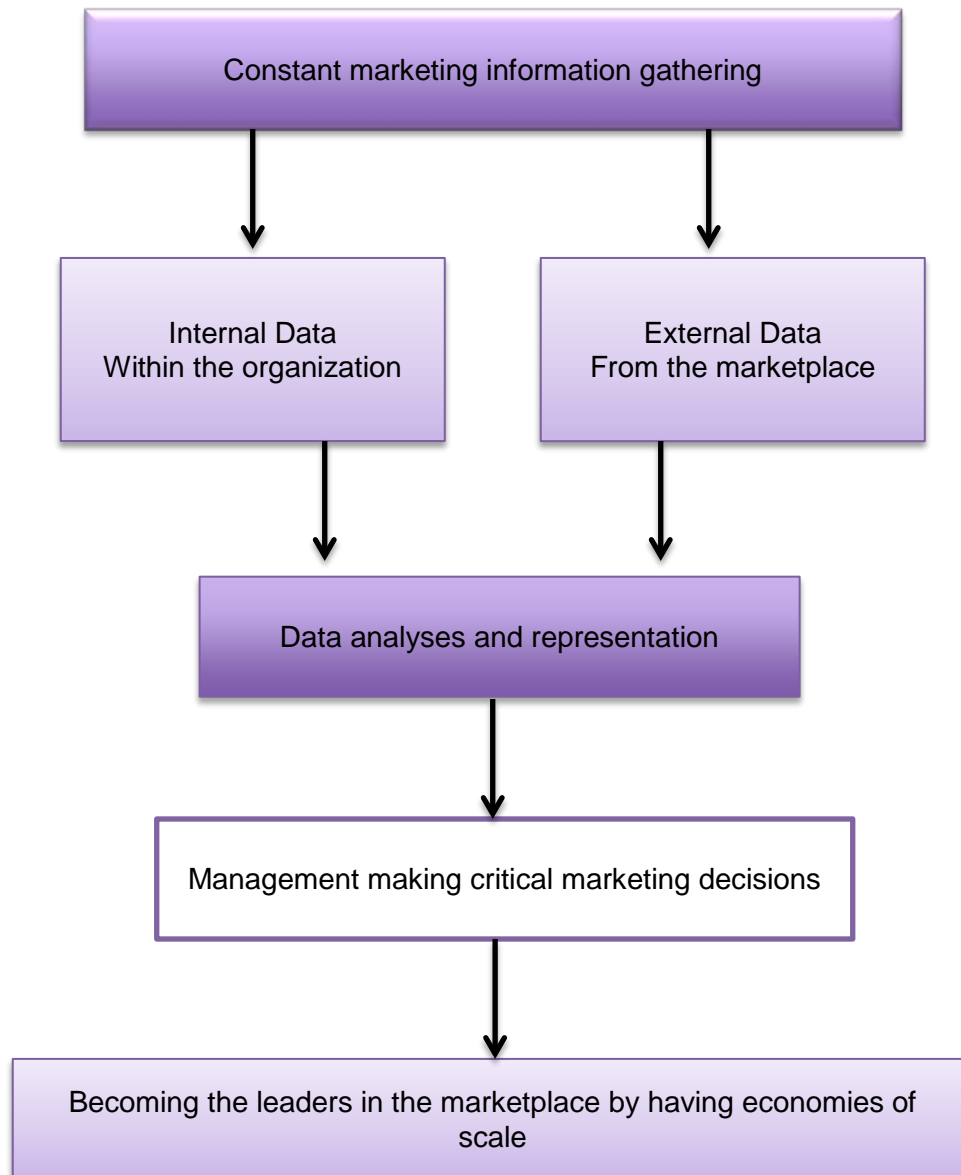 Constant marketing information gathering
Internal Data
Within the organization
External Data
From the marketplace
Data analyses and representation
Management making critical marketing decisions
Becoming the leaders in the marketplace by having economies of
scale